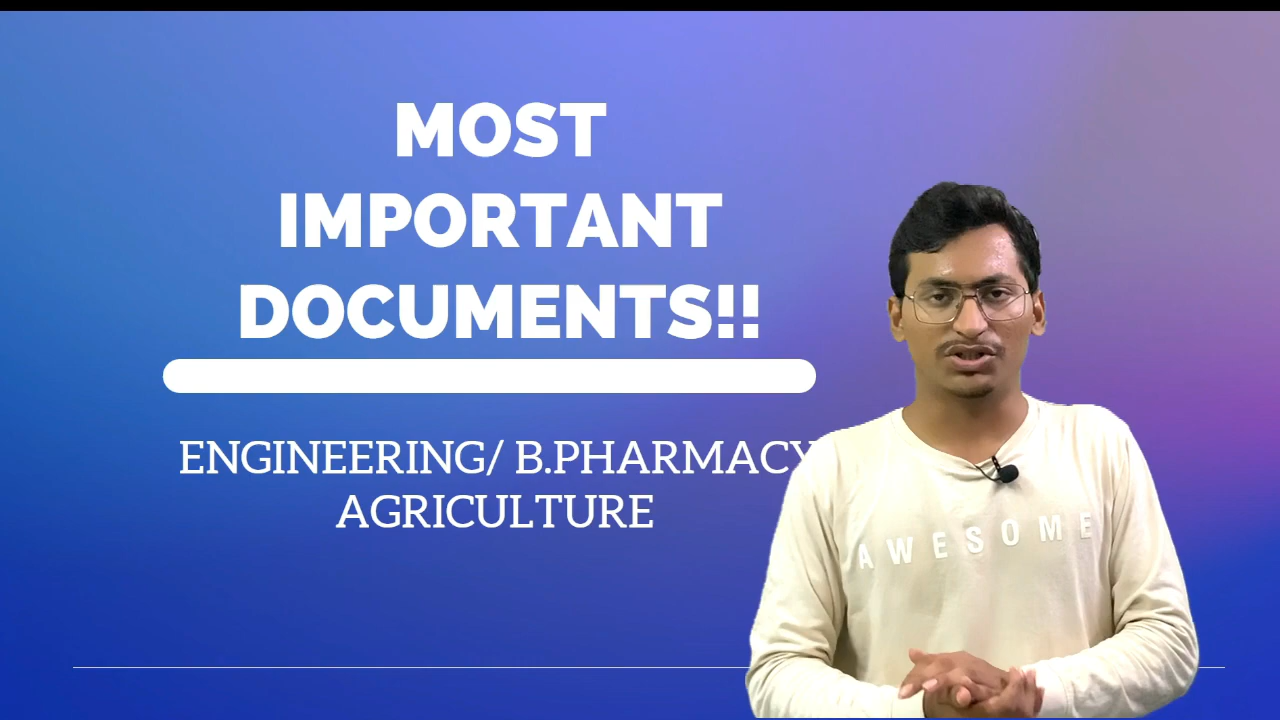 MOST
IMPORTANT
DOCUMENTS!!
ENGINEERING/ B.PHARMACY
AGRICULTURE
AWESOME